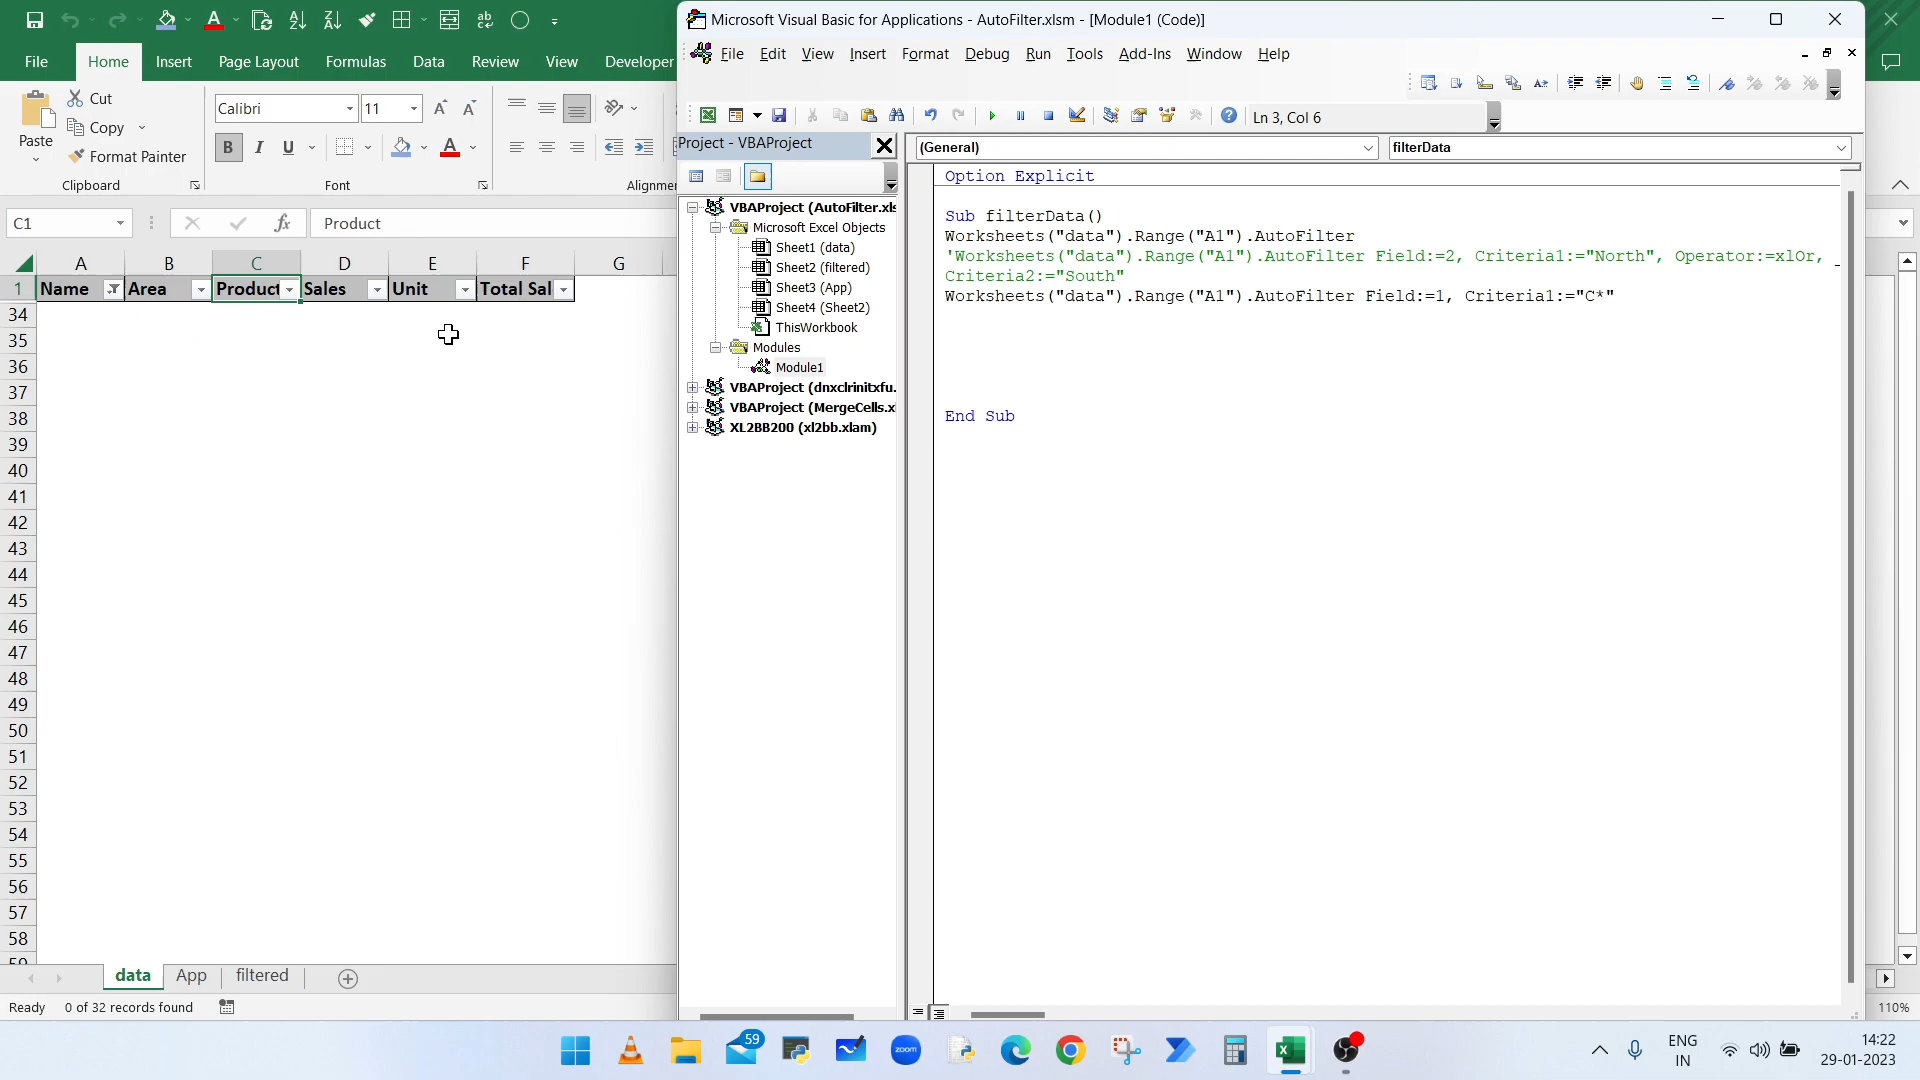 Microsoft Visual Basic for Applications - AutoFilter.xlsm - [Module1 (Code)]
File Home Insert Page Layout Formulas Data Review View Developer
File Edit View Insert Format Debug Run Tools Add-Ins Window Help
Cut
Copy
Format Painter
Paste
Calibri 11
Clipboard Font Alignme
Ln 3, Col 6
Project - VBAProject
(General) filterData
C1 Product
VBAProject (AutoFilter.xls
Microsoft Excel Objects
Sheet1 (data)
Sheet2 (filtered)
Sheet3 (App)
Sheet4 (Sheet2)
ThisWorkbook
Modules
Module1
VBAProject (dnxclrinitxfu.
VBAProject (MergeCells.x
XL2BB200 (xl2bb.xlam)
Option Explicit
Sub filterData()
Worksheets("data").Range("A1").AutoFilter
'Worksheets("data").Range("A1").AutoFilter Field:=2, Criteria1:="North", Operator:=xlOr, _
Criteria2:="South"
Worksheets("data").Range("A1").AutoFilter Field:=1, Criteria1:="C*"
End Sub
A B C D E F G
1 Name Area Product Sales Unit Total Sal
34
35
36
37
38
39
40
41
42
43
44
45
46
47
48
49
50
51
52
53
54
55
56
57
58
59
data App filtered
Ready 0 of 32 records found
110%
59
zoom
ENG
IN
14:22
29-01-2023